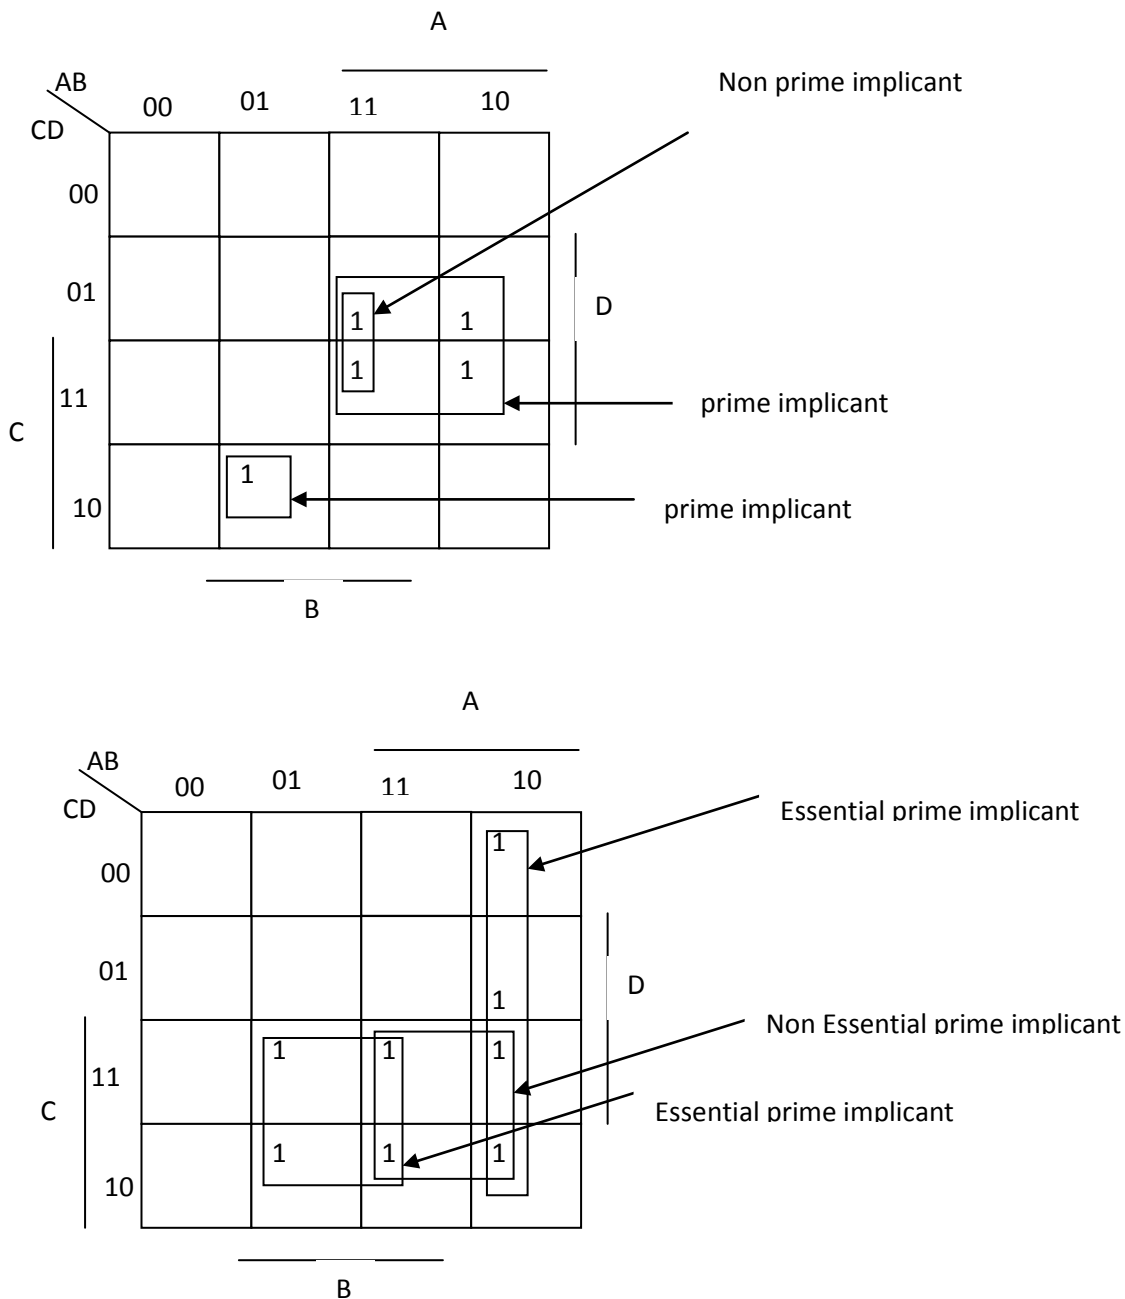 A
AB
Non prime implicant
00 01 11 10
CD
00
01
D
1 1
1 1
11
prime implicant
C
1
10
prime implicant
B
A
AB
00 01 11 10
CD
Essential prime implicant
1
00
01
D
1
Non Essential prime implicant
1 1 1
11
C
Essential prime implicant
1 1 1
10
B